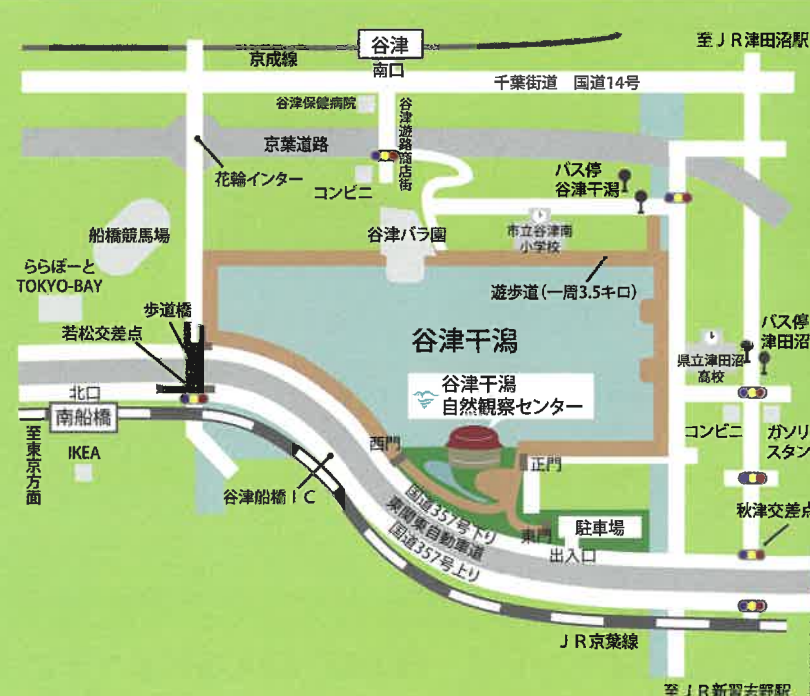 谷津
至JR津田沼駅
京成線
南口
千葉街道　国道14号
谷津保健病院
谷津遊路商店街
京葉道路
花輪インター
コンビニ
バス停
谷津干潟
船橋競馬場
谷津バラ園
市立谷津南
小学校
ららぽーと
TOKYO-BAY
遊歩道(一周3.5キロ)
歩道橋
若松交差点
谷津干潟
バス停
津田沼
県立津田沼
高校
北口
南船橋
谷津干潟
自然観察センター
至東京方面
IKEA
西門
正門
コンビニ
ガソリ
スタン
谷津船橋IC
国道357号下り
東関東自動車道
国道357号上り
東門
駐車場
出入口
秋津交差点
JR京葉線
至JR新習志野駅